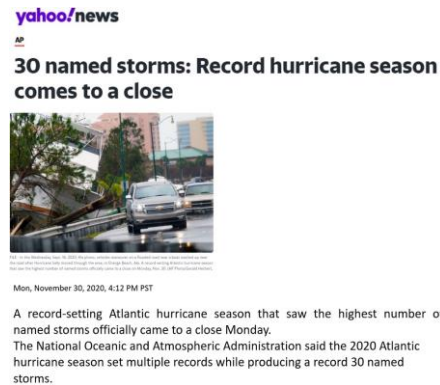 yahoo!news
AP
30 named storms: Record hurricane season
comes to a close
Mon, November 30, 2020, 4:12 PM PST
A record-setting Atlantic hurricane season that saw the highest number o
named storms officially came to a close Monday.
The National Oceanic and Atmospheric Administration said the 2020 Atlantic
hurricane season set multiple records while producing a record 30 named
storms.